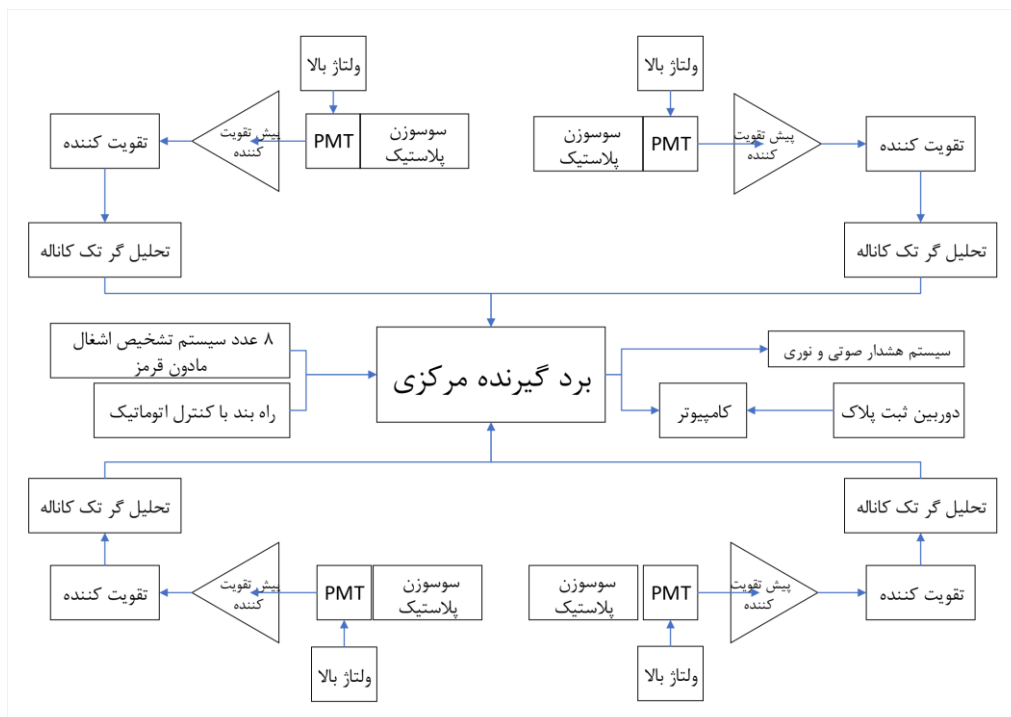 ولتاژ بالا
ولتاژ بالا
تقویت کننده
پیش تقویت
کننده
PMT
سوسوزن
پلاستیک
سوسوزن
پلاستیک
PMT
پیش تقویت
کننده
تقویت کننده
تحلیل گر تک کاناله
تحلیل گر تک کاناله
۸ عدد سیستم تشخیص اشغال
مادون قرمز
راه بند با کنترل اتوماتیک
برد گیرنده مرکزی
سیستم هشدار صوتی و نوری
کامپیوتر
دوربین ثبت پلاک
تحلیل گر تک کاناله
تحلیل گر تک کاناله
تقویت کننده
پیش تقویت
کننده
PMT
سوسوزن
پلاستیک
سوسوزن
پلاستیک
PMT
پیش تقویت
کننده
تقویت کننده
ولتاژ بالا
ولتاژ بالا